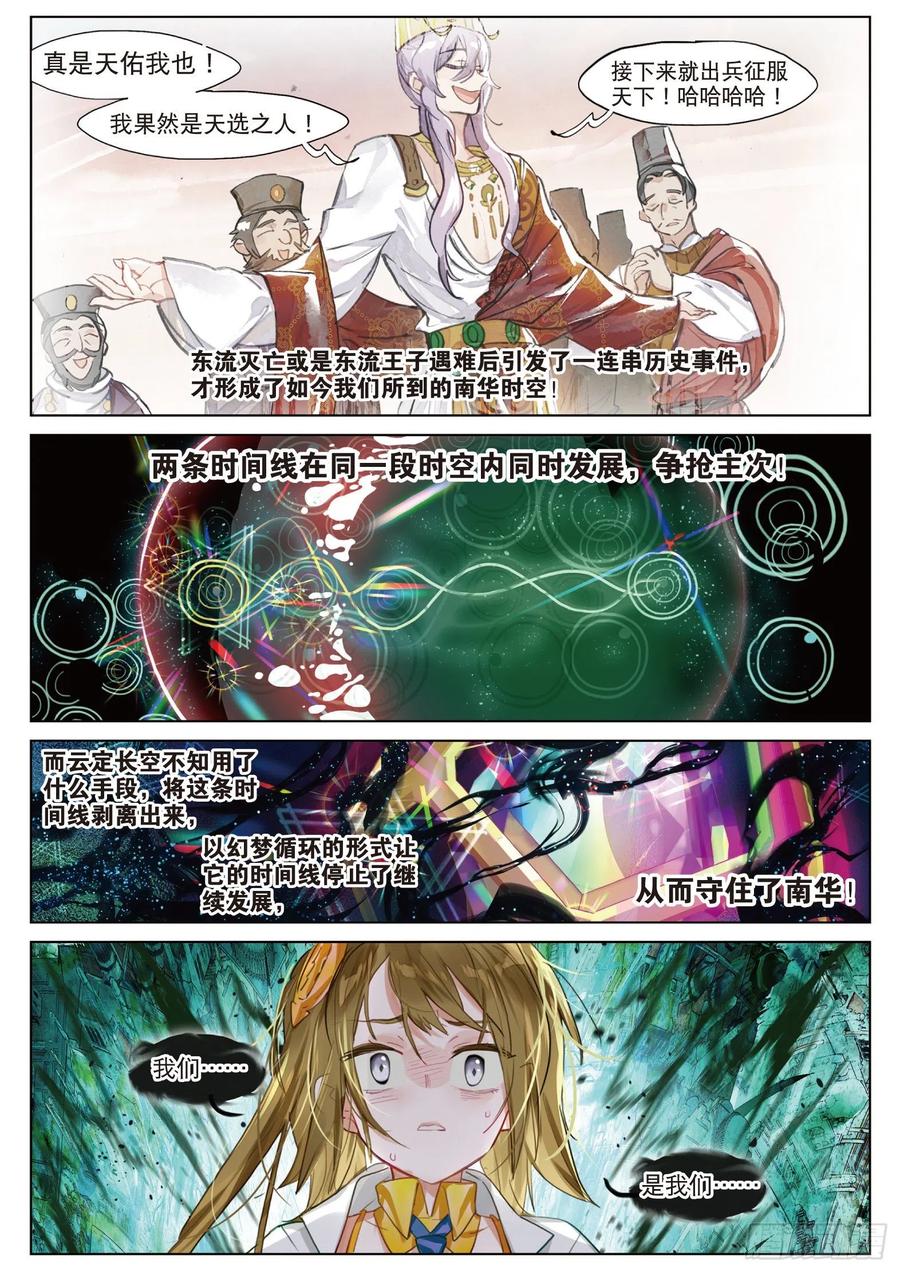 真是天佑我也！
我果然是天选之人！
接下来就出兵征服
天下！哈哈哈哈！
东流灭亡或是东流王子遇难后引发了一连串历史事件，
才形成了如今我们所到的南华时空！
两条时间线在同一段时空内同时发展，争抢主次！
而云定长空不知用了
什么手段，将这条时
间线剥离出来，
以幻梦循环的形式让
它的时间线停止了继
续发展，
从而守住了南华！
我们……
是我们……